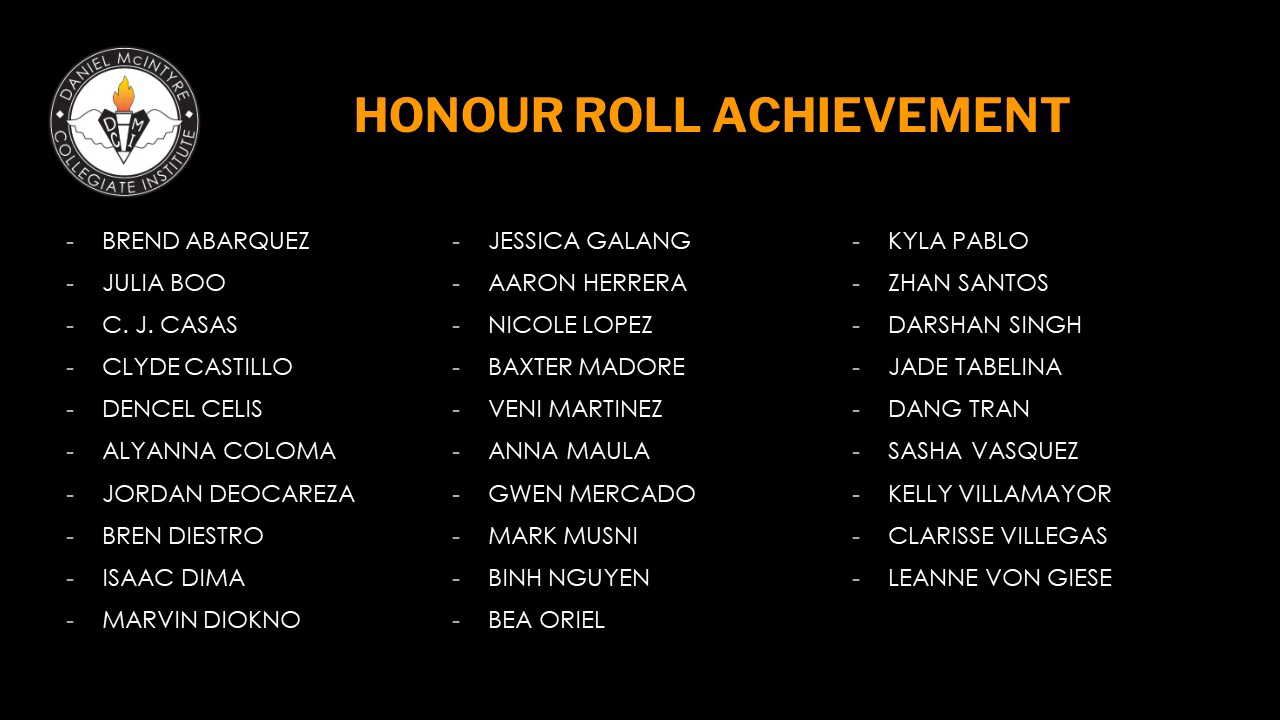 DANIEL McINTYRE
COLLEGIATE INSTITUTE
D M
C I
HONOUR ROLL ACHIEVEMENT
- BREND ABARQUEZ
- JULIA BOO
- C. J. CASAS
- CLYDE CASTILLO
- DENCEL CELIS
- ALYANNA COLOMA
- JORDAN DEOCAREZA
- BREN DIESTRO
- ISAAC DIMA
- MARVIN DIOKNO
- JESSICA GALANG
- AARON HERRERA
- NICOLE LOPEZ
- BAXTER MADORE
- VENI MARTINEZ
- ANNA MAULA
- GWEN MERCADO
- MARK MUSNI
- BINH NGUYEN
- BEA ORIEL
- KYLA PABLO
- ZHAN SANTOS
- DARSHAN SINGH
- JADE TABELINA
- DANG TRAN
- SASHA VASQUEZ
- KELLY VILLAMAYOR
- CLARISSE VILLEGAS
- LEANNE VON GIESE